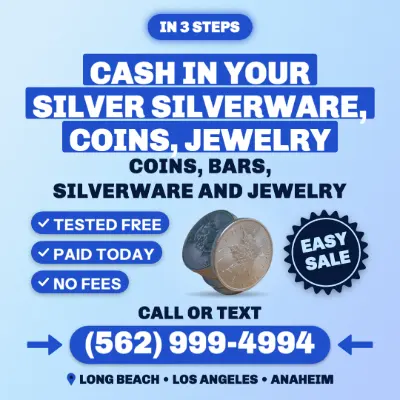 IN 3 STEPS
CASH IN YOUR
SILVER SILVERWARE,
COINS, JEWELRY
COINS, BARS,
SILVERWARE AND JEWELRY
TESTED FREE
PAID TODAY
NO FEES
EASY
SALE
CALL OR TEXT
(562) 999-4994
LONG BEACH • LOS ANGELES • ANAHEIM